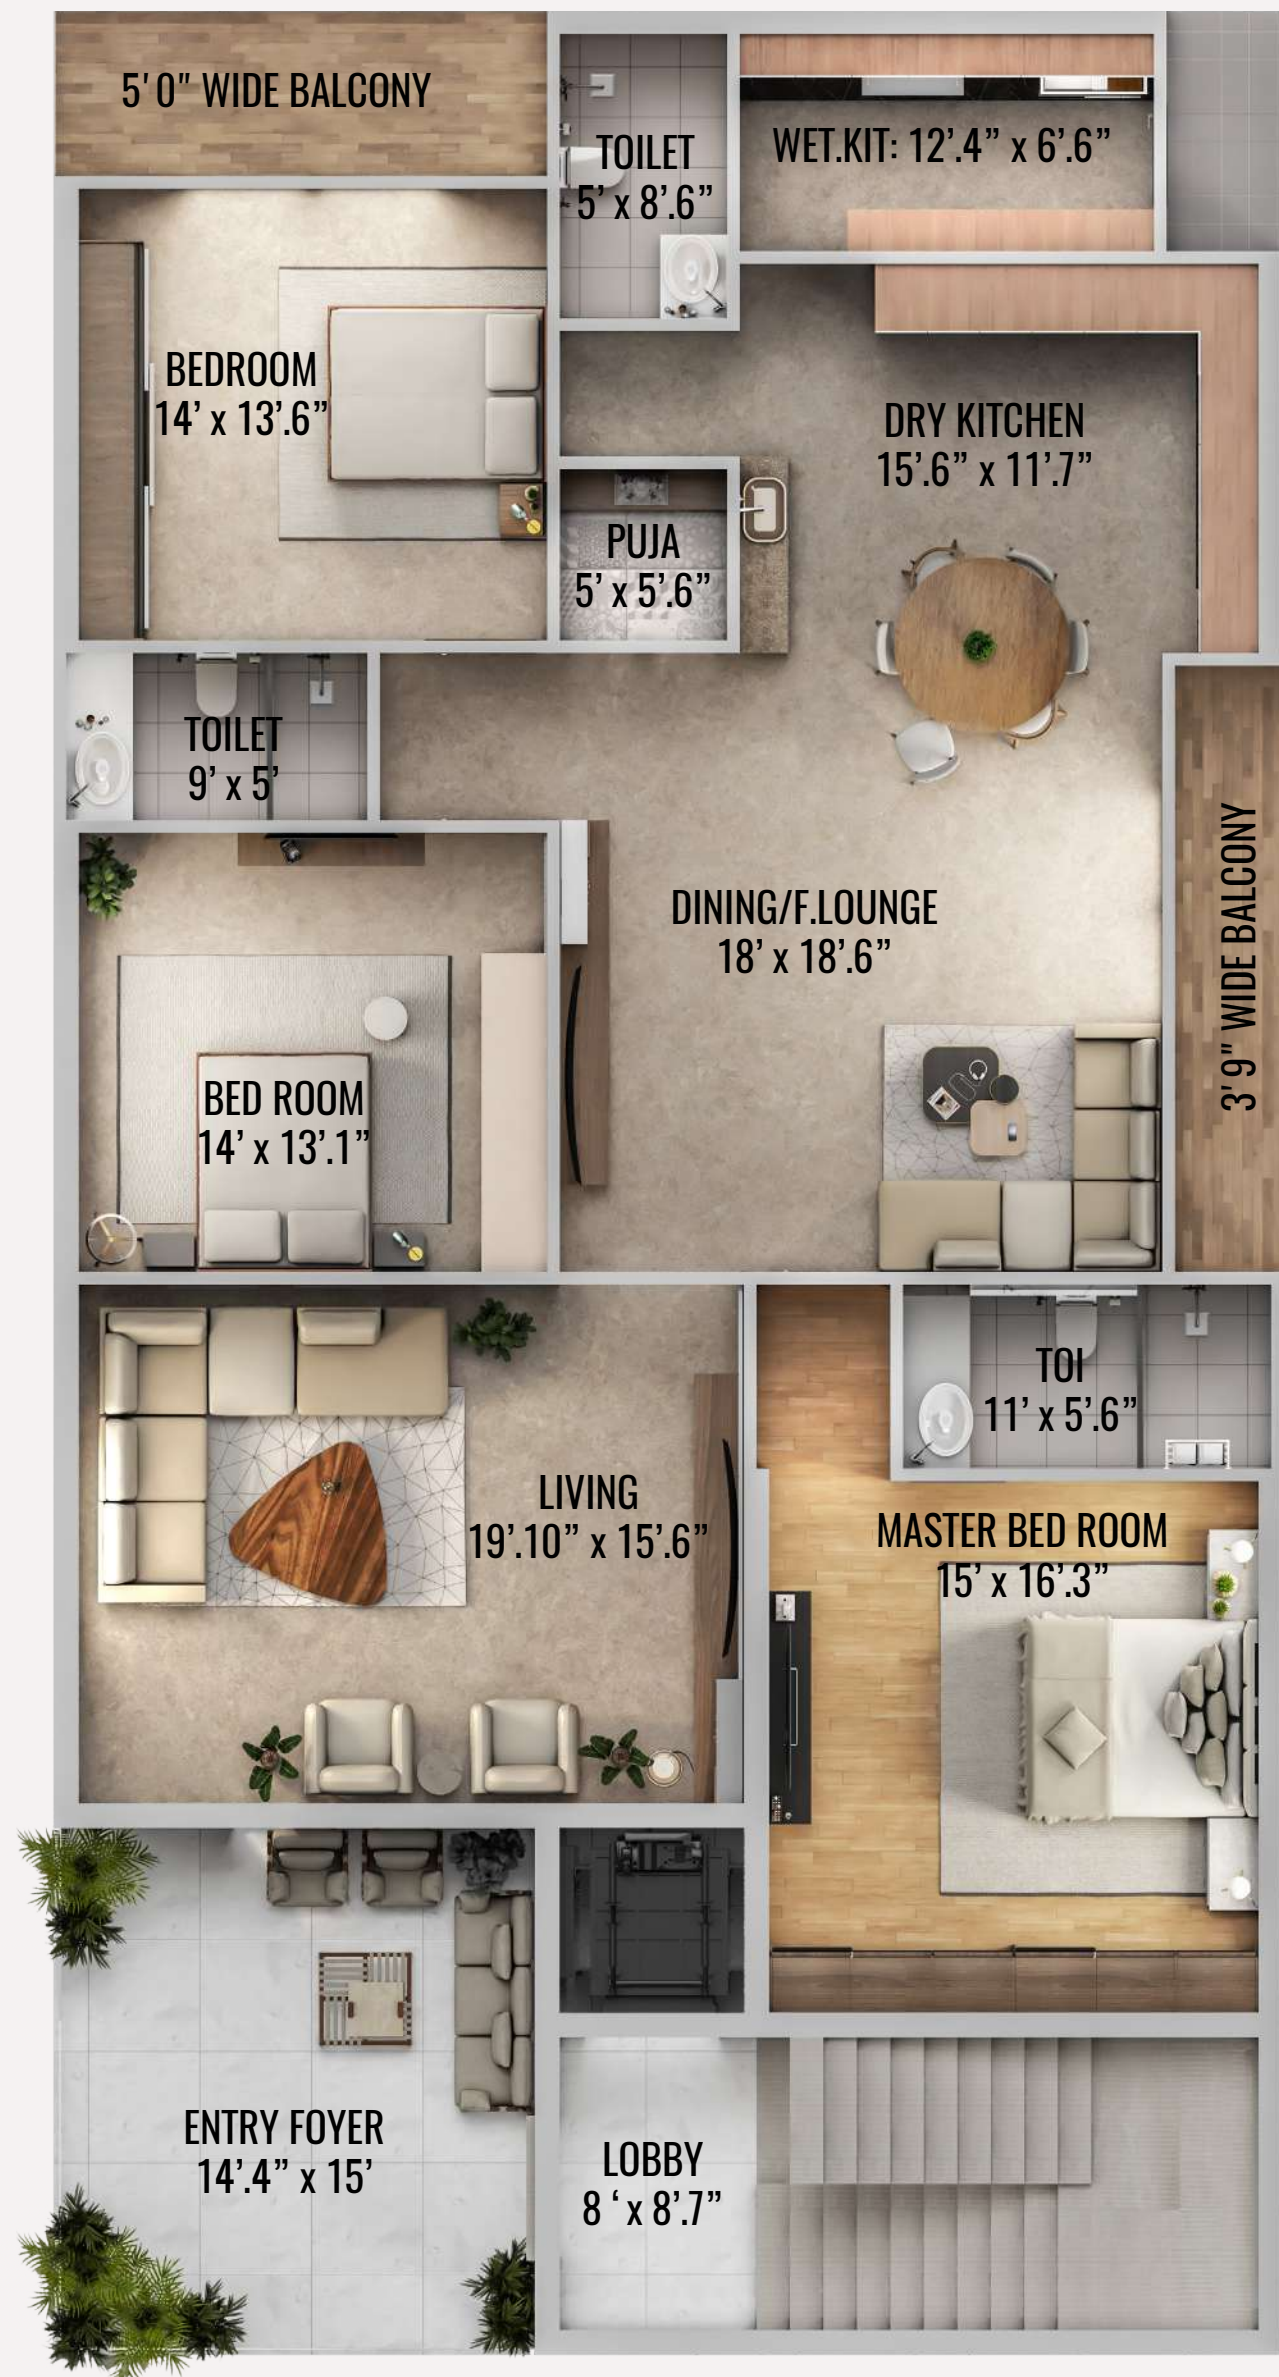 5'0" WIDE BALCONY
TOILET
5' x 8'.6”
WET.KIT: 12'.4” x 6'.6”
BEDROOM
14’ x 13’.6”
DRY KITCHEN
15’.6” x 11’.7”
PUJA
5’ x 5’.6”
TOILET
9’ x 5’
DINING/F.LOUNGE
18’ x 18’.6”
3'9" WIDE BALCONY
BED ROOM
14’ x 13’.1”
TOI
11’ x 5’.6”
LIVING
19’.10” x 15’.6”
MASTER BED ROOM
15’ x 16’.3”
ENTRY FOYER
14’.4” x 15’
LOBBY
8 ‘ x 8’.7”